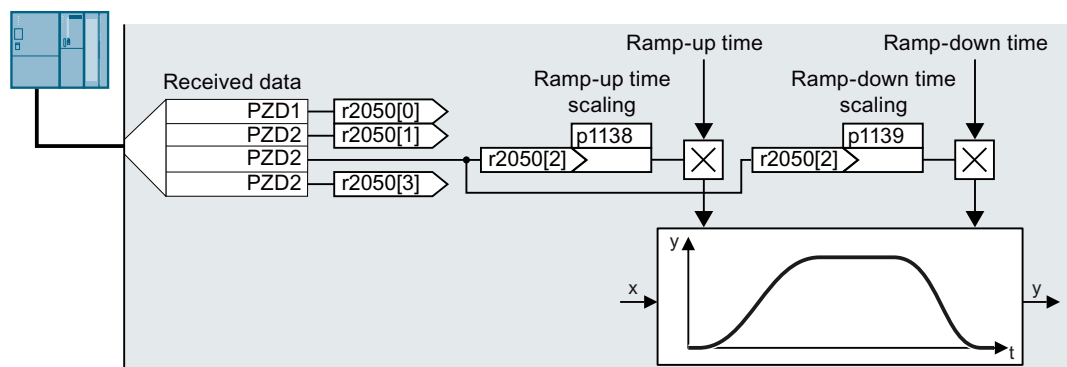 Ramp-up time
Ramp-down time
Received data
Ramp-up time
scaling
Ramp-down time
scaling
PZD1
r2050[0]
PZD2
r2050[1]
p1138
p1139
PZD2
r2050[2]
r2050[2]
PZD2
r2050[3]
y
x
y
t